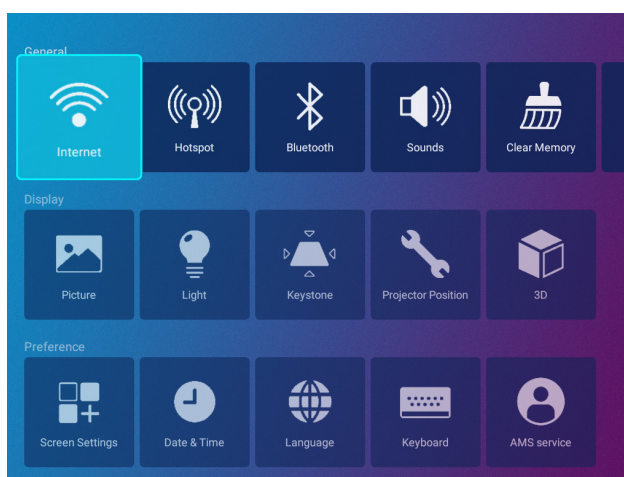 General
Internet
Hotspot
Bluetooth
Sounds
Clear Memory
Display
Picture
Light
Keystone
Projector Position
3D
Preference
Screen Settings
Date & Time
Language
Keyboard
AMS service